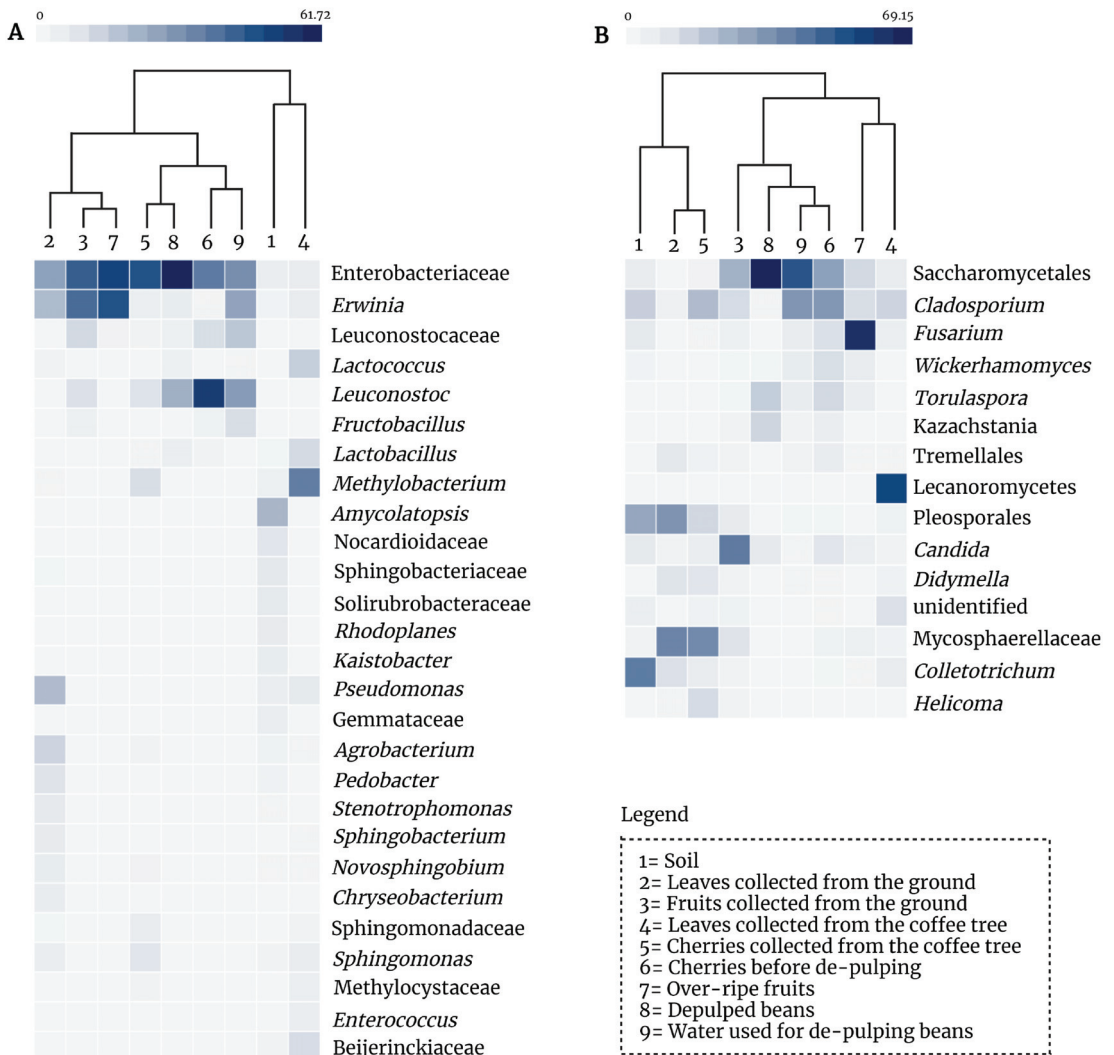 A
0
61.72
2 3 7 5 8 6 9 1 4
Enterobacteriaceae
Erwinia
Leuconostocaceae
Lactococcus
Leuconostoc
Fructobacillus
Lactobacillus
Methylobacterium
Amycolatopsis
Nocardioidaceae
Sphingobacteriaceae
Solirubrobacteraceae
Rhodoplanes
Kaistobacter
Pseudomonas
Gemmataceae
Agrobacterium
Pedobacter
Stenotrophomonas
Sphingobacterium
Novosphingobium
Chryseobacterium
Sphingomonadaceae
Sphingomonas
Methylocystaceae
Enterococcus
Beijerinckiaceae
B
0
69.15
1 2 5 3 8 9 6 7 4
Saccharomycetales
Cladosporium
Fusarium
Wickerhamomyces
Torulaspora
Kazachstania
Tremellales
Lecanoromycetes
Pleosporales
Candida
Didymella
unidentified
Mycosphaerellaceae
Colletotrichum
Helicoma
Legend
1= Soil
2= Leaves collected from the ground
3= Fruits collected from the ground
4= Leaves collected from the coffee tree
5= Cherries collected from the coffee tree
6= Cherries before de-pulping
7= Over-ripe fruits
8= Depulped beans
9= Water used for de-pulping beans